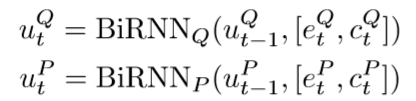 u_t^Q = BiRNN_Q(u_{t-1}^Q, [e_t^Q, c_t^Q])
u_t^P = BiRNN_P(u_{t-1}^P, [e_t^P, c_t^P])